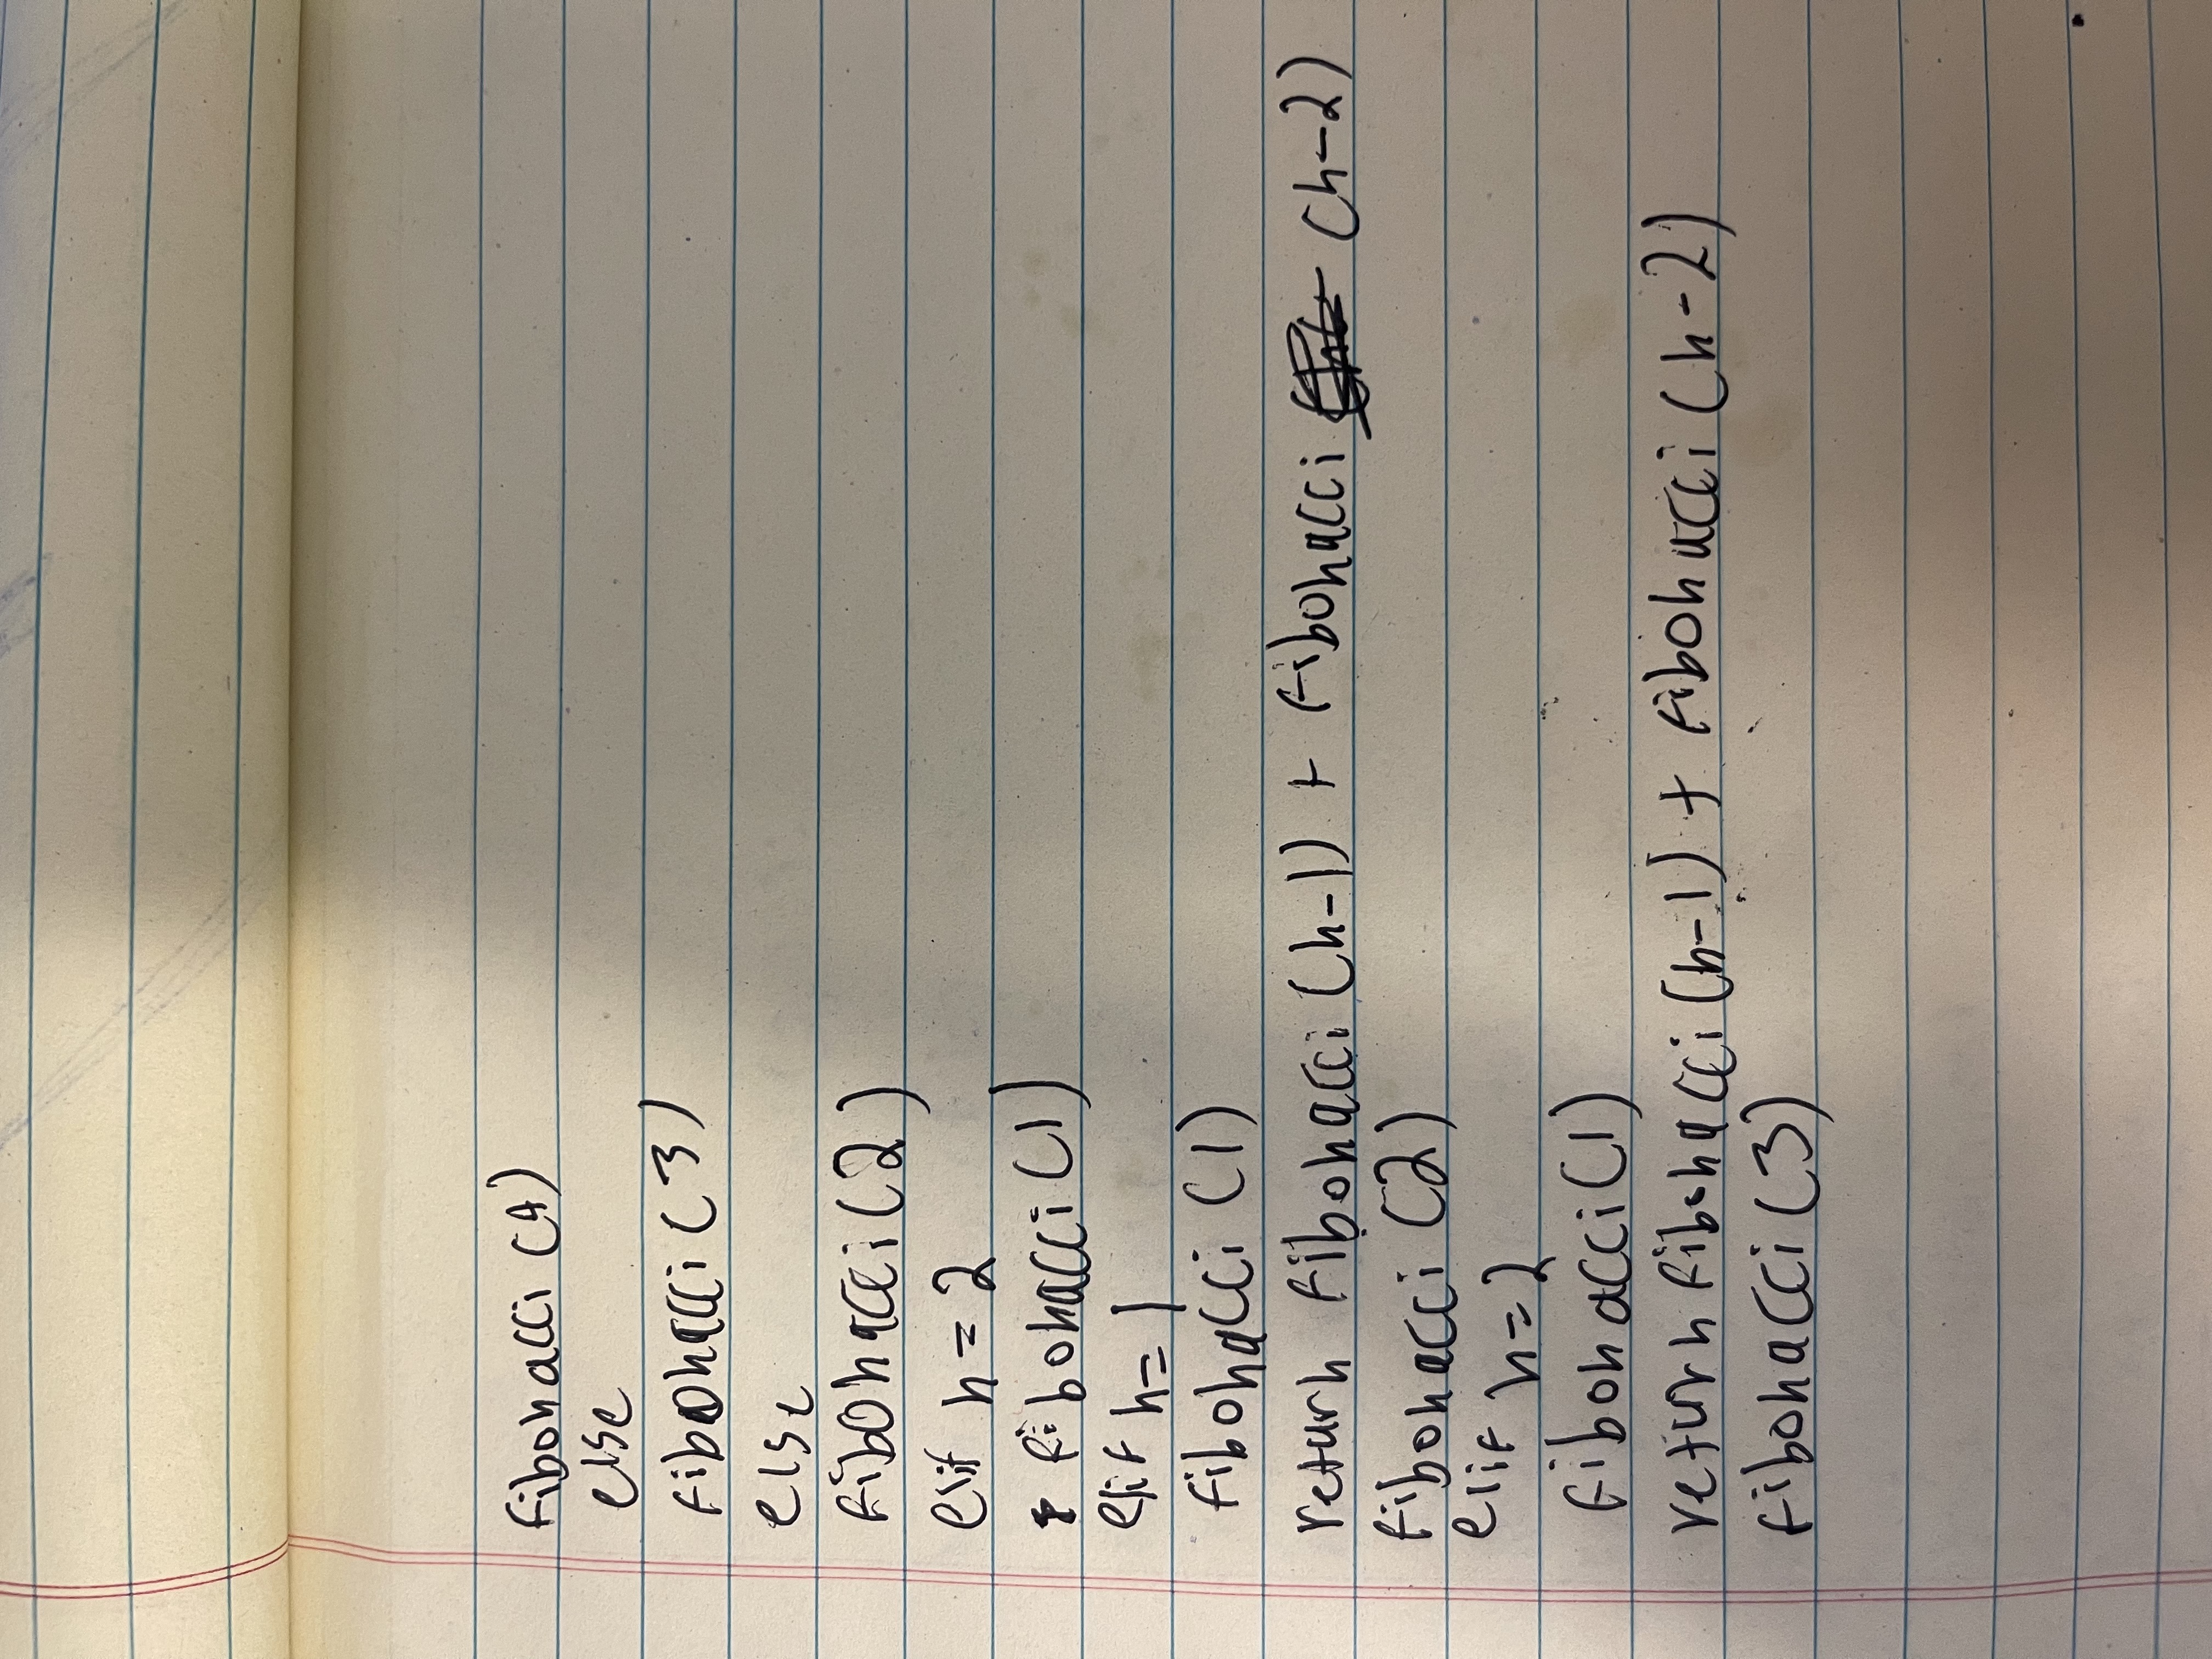 fibonacci (4)
else
fibonacci (3)
else
fibonacci (2)
elif n = 2
fibonacci (1)
elif n = 1
fibonacci (1)
return fibonacci (n-1) + fibonacci (n-2)
fibonacci (2)
elif n = 2
fibonacci (1)
return fibonacci (n-1) + fibonacci (n-2)
fibonacci (3)